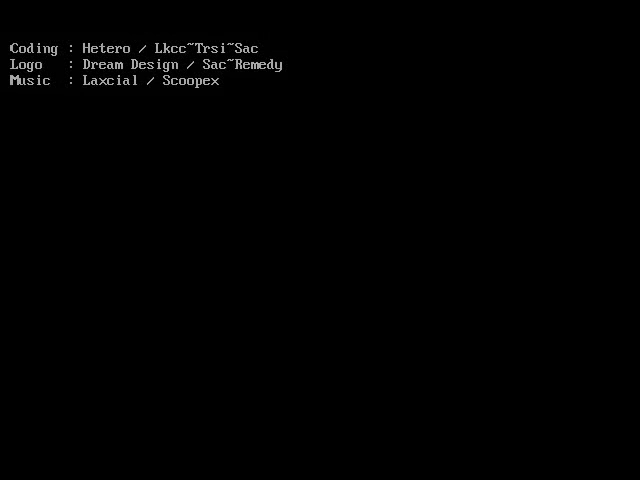 Coding : Hetero / Lkcc~Trsi~Sac
Logo   : Dream Design / Sac~Remedy
Music  : Laxcial / Scoopex